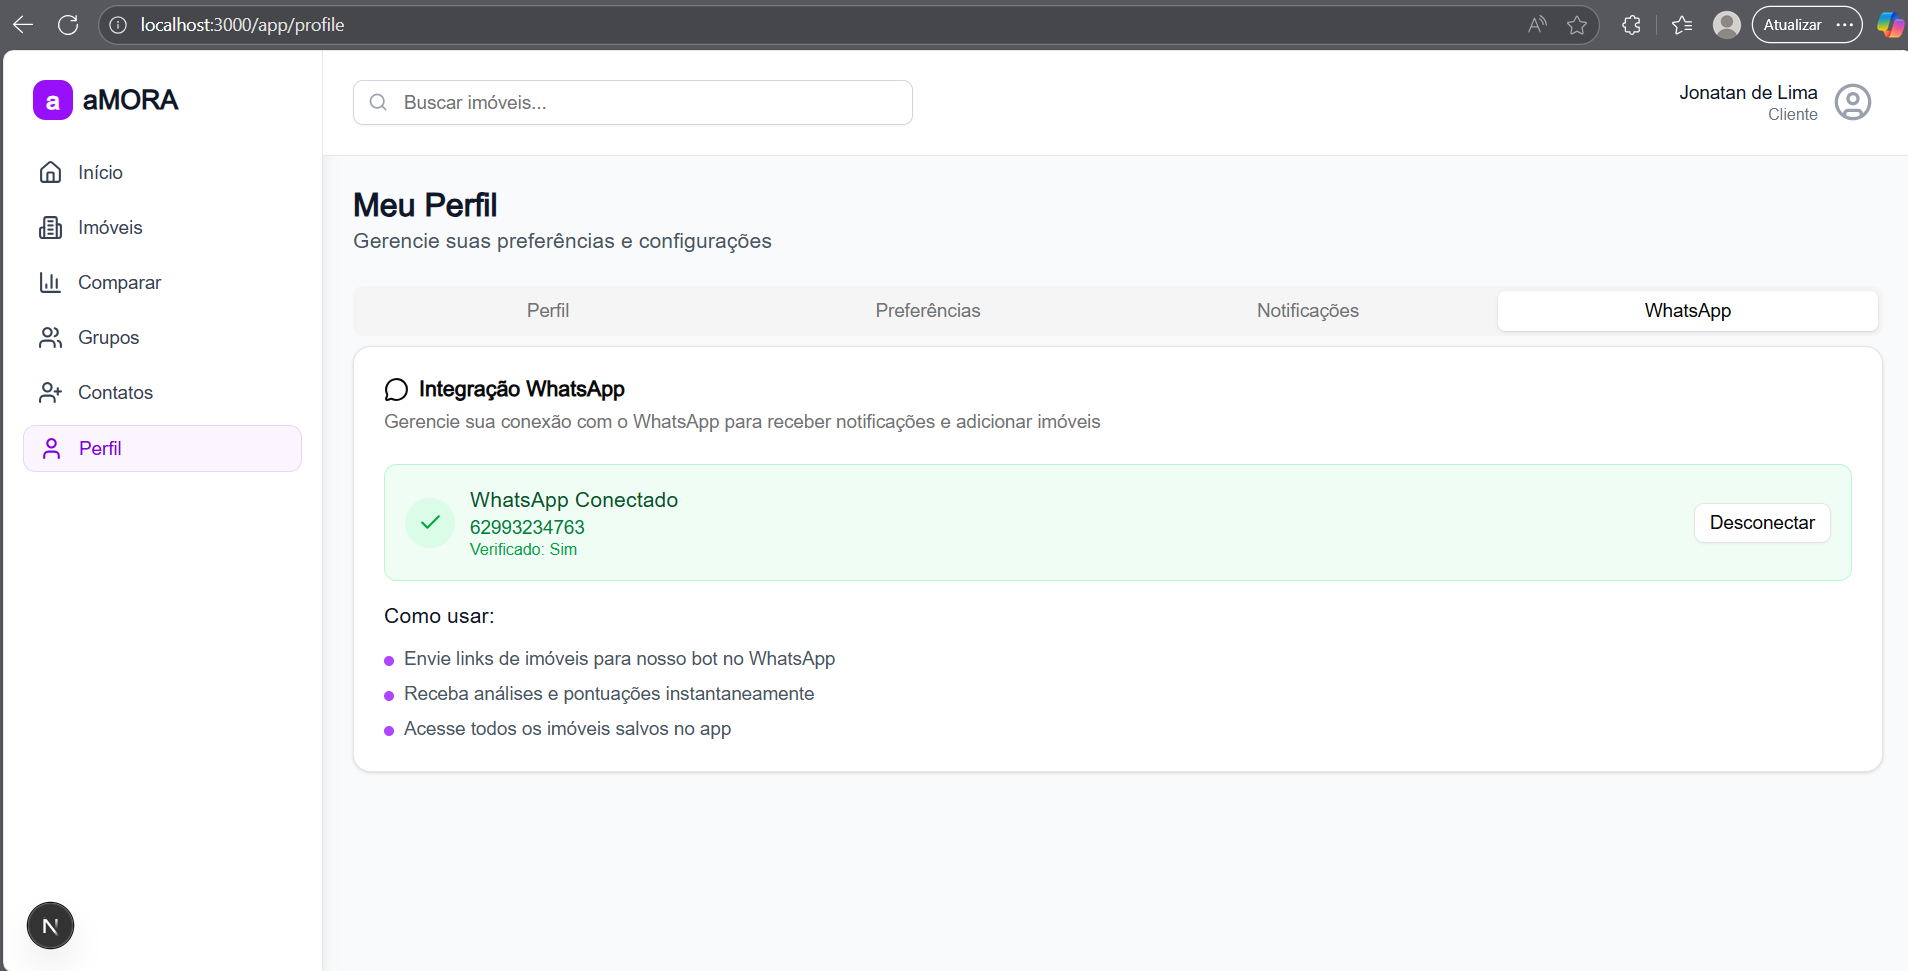 localhost:3000/app/profile
Atualizar
a aMORA
Buscar imóveis...
Jonatan de Lima
Cliente
Início
Imóveis
Comparar
Grupos
Contatos
Perfil
Meu Perfil
Gerencie suas preferências e configurações
Perfil
Preferências
Notificações
WhatsApp
Integração WhatsApp
Gerencie sua conexão com o WhatsApp para receber notificações e adicionar imóveis
WhatsApp Conectado
62993234763
Verificado: Sim
Desconectar
Como usar:
Envie links de imóveis para nosso bot no WhatsApp
Receba análises e pontuações instantaneamente
Acesse todos os imóveis salvos no app
N